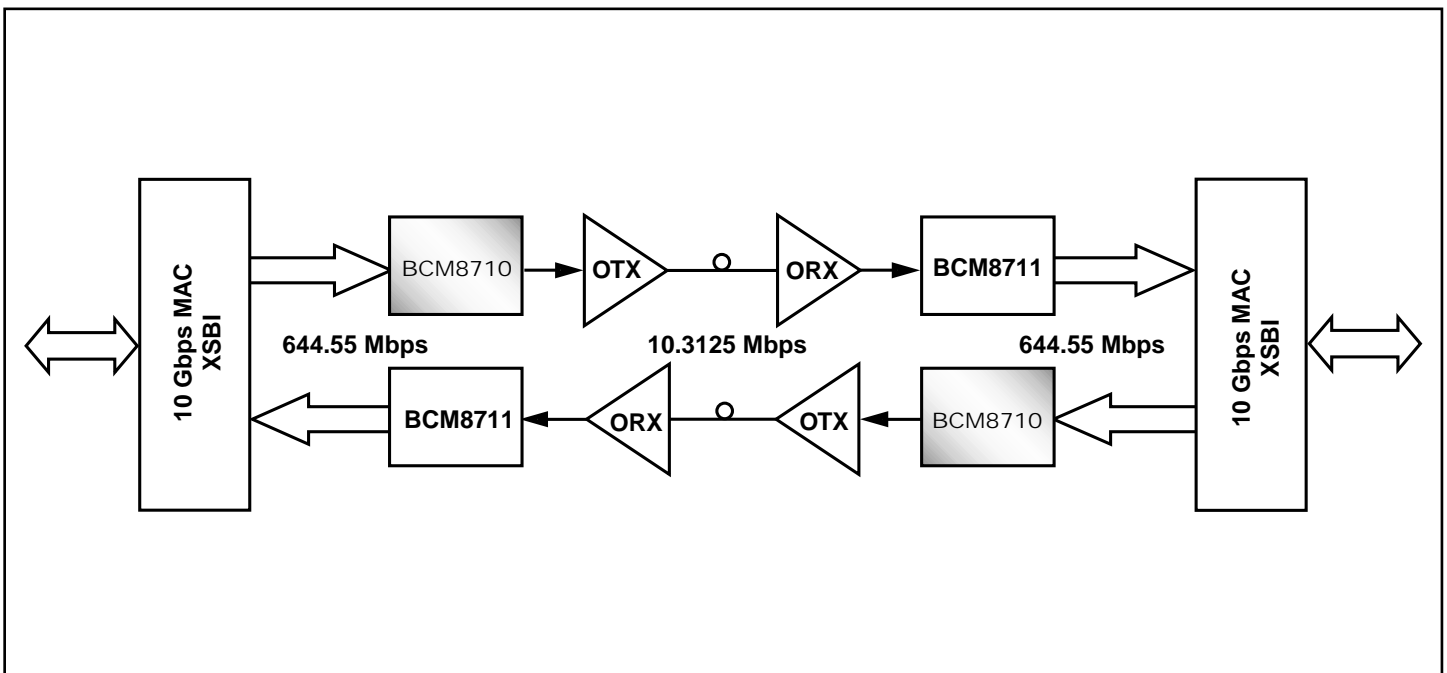 10 Gbps MAC
XSBI
BCM8710
OTX
ORX
BCM8711
644.55 Mbps
10.3125 Mbps
644.55 Mbps
BCM8711
ORX
OTX
BCM8710
10 Gbps MAC
XSBI